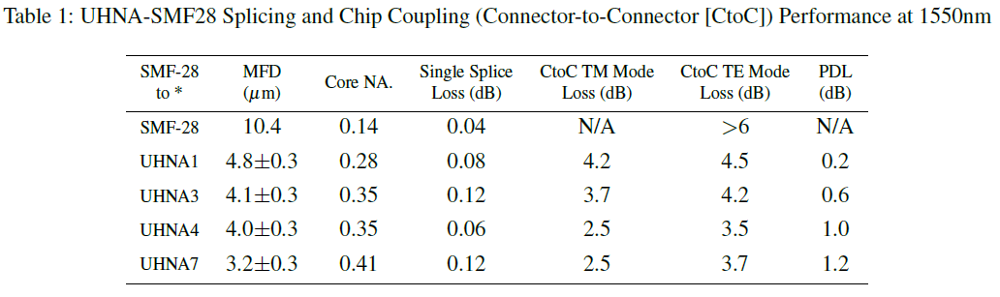 Table 1: UHNA-SMF28 Splicing and Chip Coupling (Connector-to-Connector [CtoC]) Performance at 1550nm
SMF-28 to * MFD (μm) Core NA. Single Splice Loss (dB) CtoC TM Mode Loss (dB) CtoC TE Mode Loss (dB) PDL (dB)
SMF-28 10.4 0.14 0.04 N/A >6 N/A
UHNA1 4.8±0.3 0.28 0.08 4.2 4.5 0.2
UHNA3 4.1±0.3 0.35 0.12 3.7 4.2 0.6
UHNA4 4.0±0.3 0.35 0.06 2.5 3.5 1.0
UHNA7 3.2±0.3 0.41 0.12 2.5 3.7 1.2